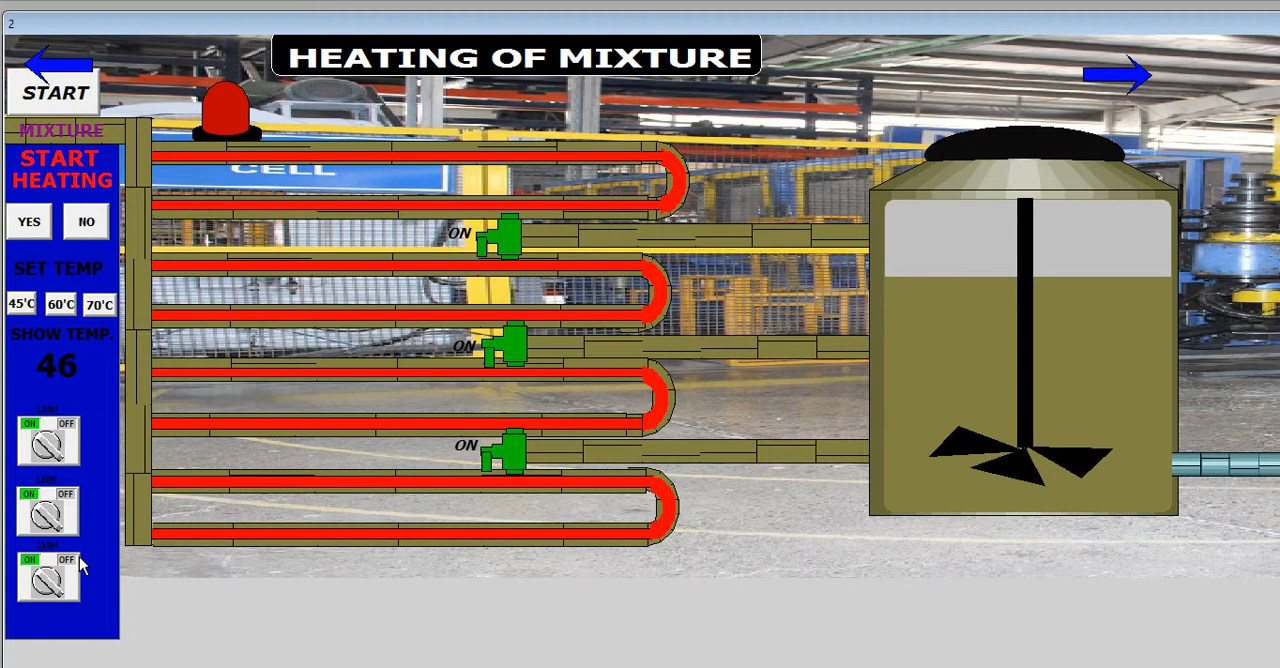 2
HEATING OF MIXTURE
START
MIXTURE
START
HEATING
CELL
YES NO
ON
SET TEMP
45'C 60'C 70'C
SHOW TEMP.
ON
46
ON OFF
ON
ON OFF
ON OFF